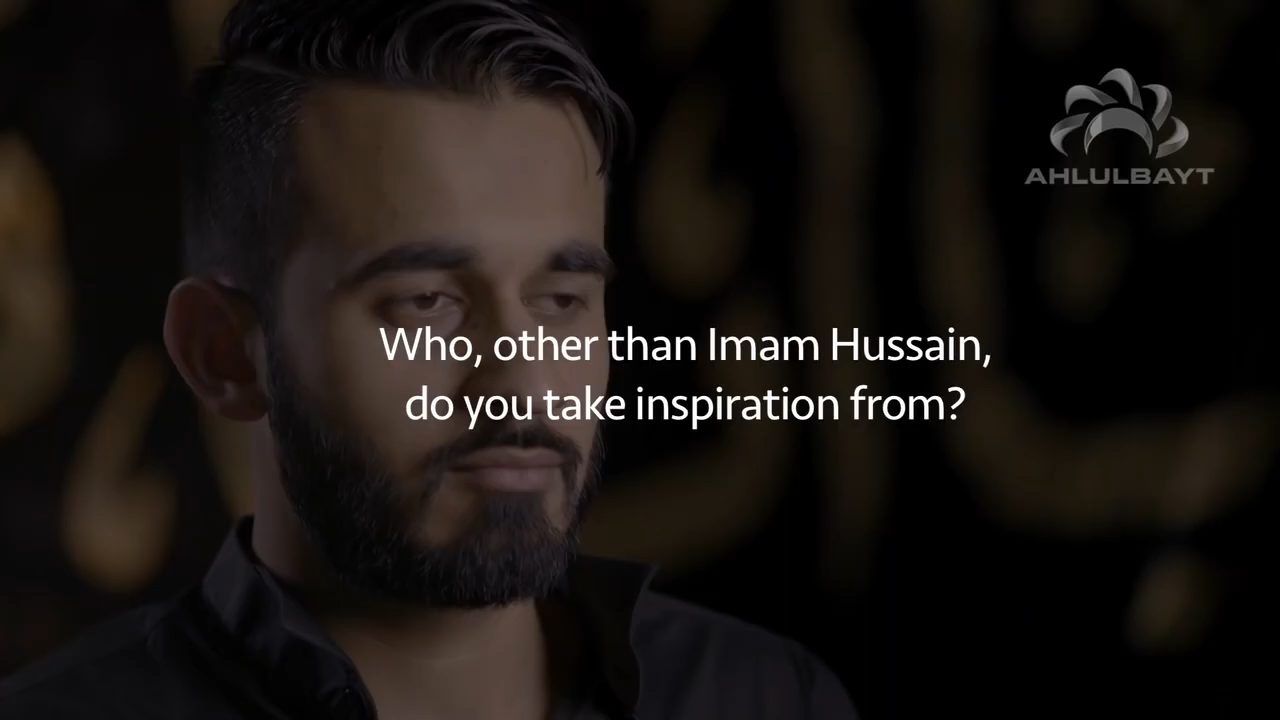 AHLULBAYT
Who, other than Imam Hussain,
do you take inspiration from?